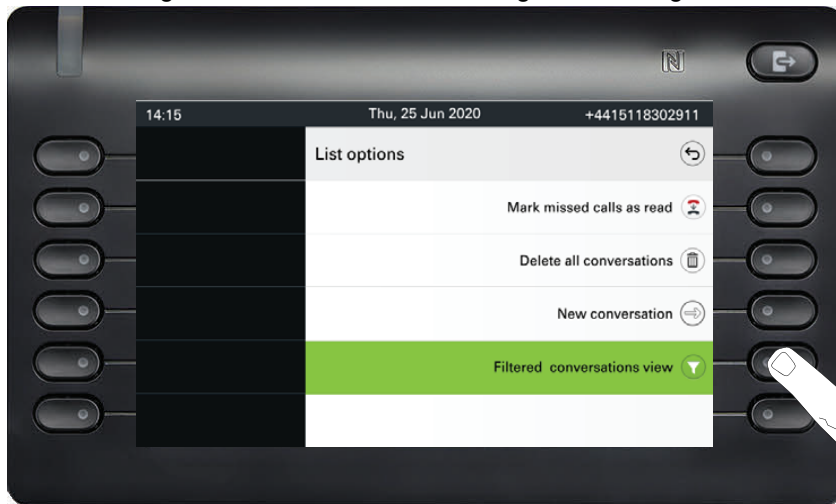 14:15 Thu, 25 Jun 2020 +4415118302911
List options
Mark missed calls as read
Delete all conversations
New conversation
Filtered conversations view